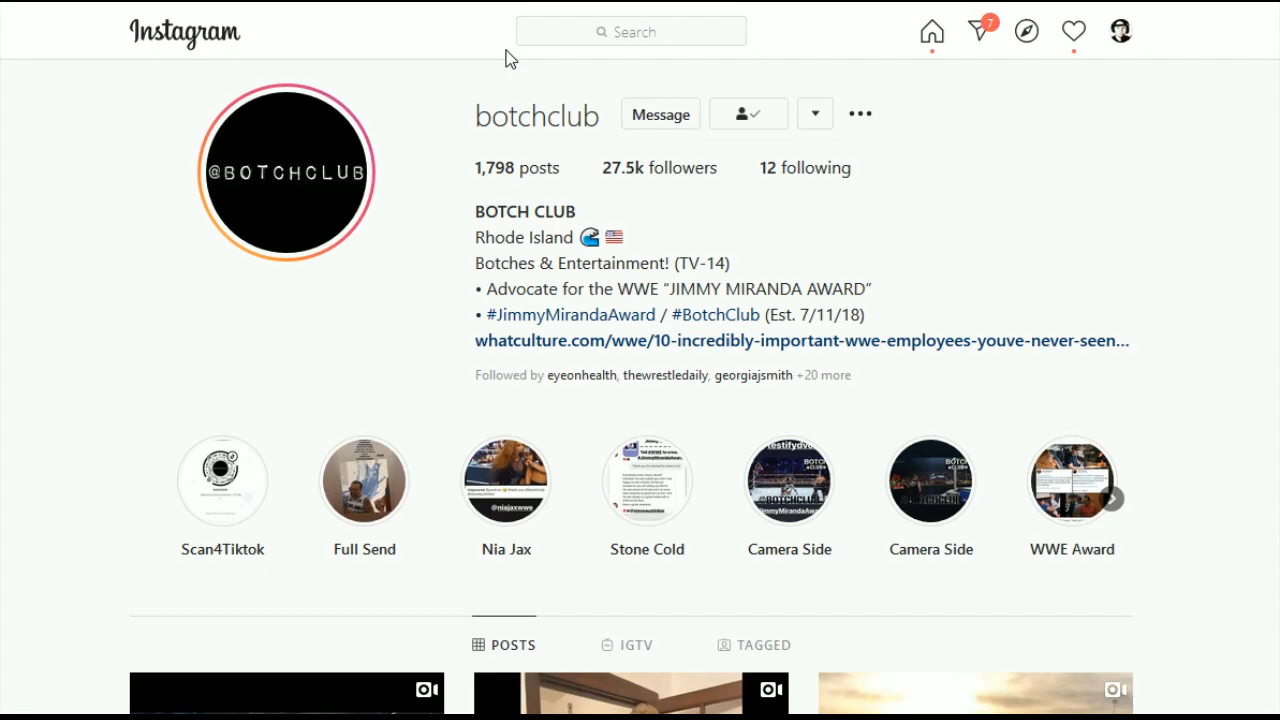 Instagram
Search
7
@BOTCHCLUB
botchclub
Message
1,798 posts 27.5k followers 12 following
BOTCH CLUB
Rhode Island 🌊 🇺🇸
Botches & Entertainment! (TV-14)
• Advocate for the WWE “JIMMY MIRANDA AWARD”
• #JimmyMirandaAward / #BotchClub (Est. 7/11/18)
whatculture.com/wwe/10-incredibly-important-wwe-employees-youve-never-seen...
Followed by eyeonhealth, thewrestledaily, georgiajsmith +20 more
@niajaxwwe
Scan4Tiktok
Full Send
Nia Jax
Stone Cold
Camera Side
Camera Side
WWE Award
POSTS
IGTV
TAGGED